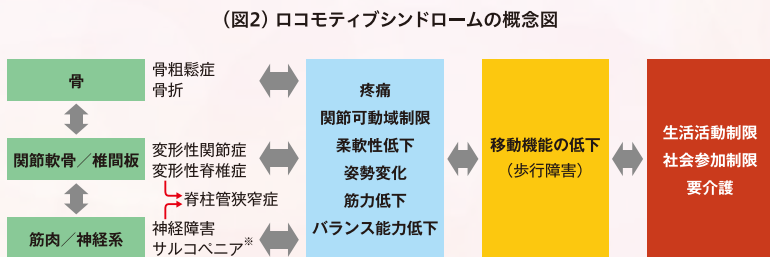 （図2）ロコモティブシンドロームの概念図
骨
骨粗鬆症
骨折
関節軟骨／椎間板
変形性関節症
変形性脊椎症
脊柱管狭窄症
筋肉／神経系
神経障害
サルコペニア※
疼痛
関節可動域制限
柔軟性低下
姿勢変化
筋力低下
バランス能力低下
移動機能の低下
（歩行障害）
生活活動制限
社会参加制限
要介護